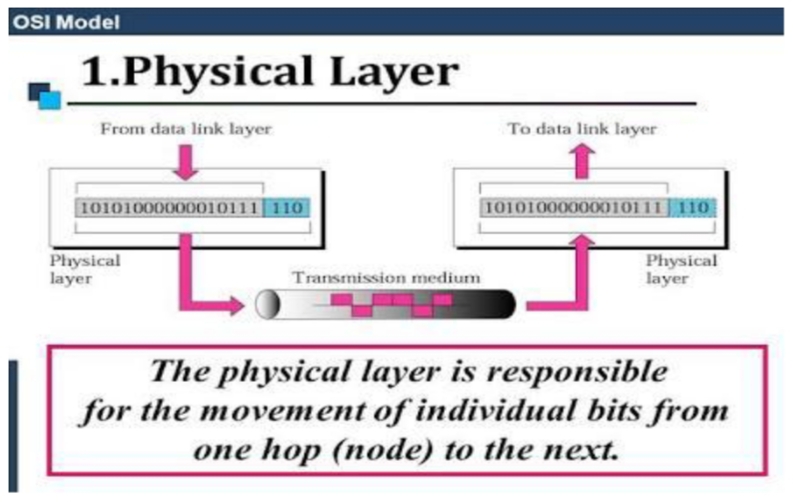 OSI Model
1.Physical Layer
From data link layer
To data link layer
10101000000010111 110
10101000000010111 110
Physical
layer
Transmission medium
Physical
layer
The physical layer is responsible
for the movement of individual bits from
one hop (node) to the next.